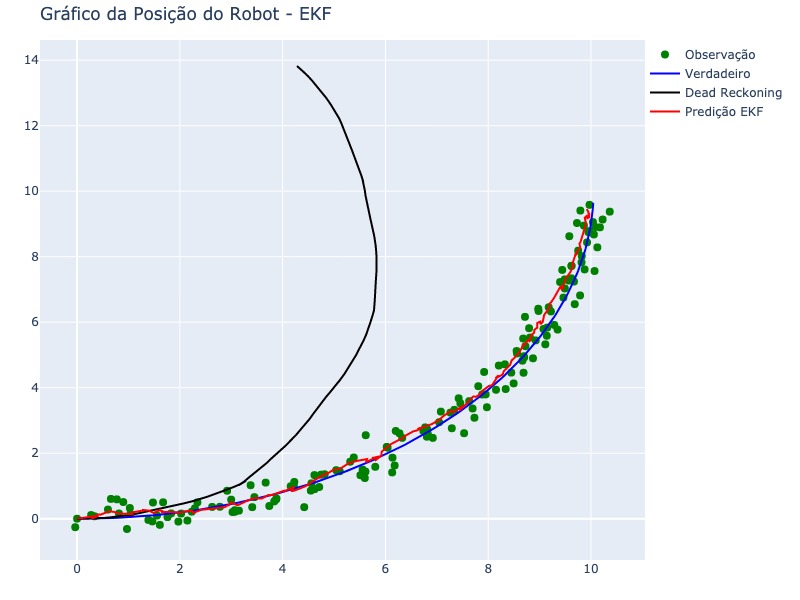 Gráfico da Posição do Robot - EKF
Observação
Verdadeiro
Dead Reckoning
Predição EKF
14
12
10
8
6
4
2
0
0 2 4 6 8 10